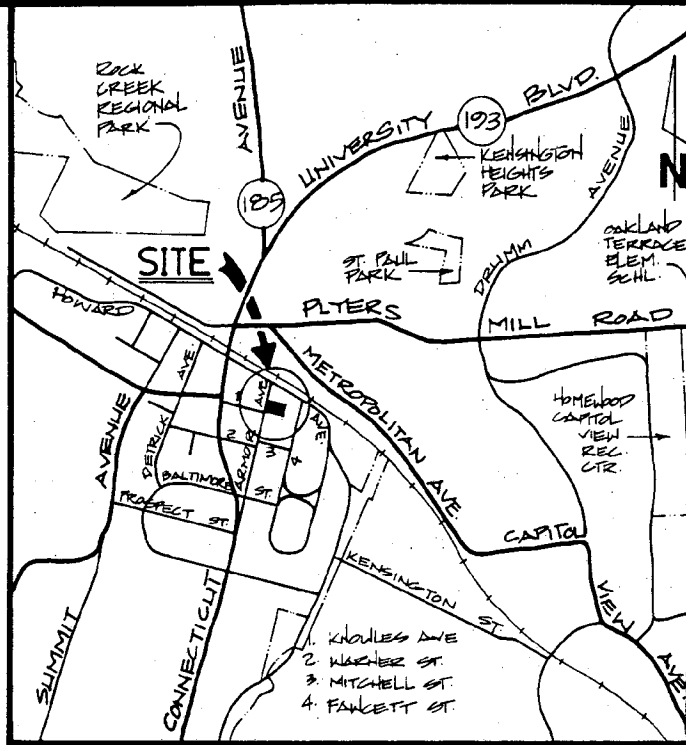 ROCK
CREEK
REGIONAL
PARK
AVENUE
UNIVERSITY BLVD.
193
185
KENSINGTON
HEIGHTS
PARK
AVENUE
N
SITE
ST. PAUL
PARK
DRUMM
OAKLAND
TERRACE
ELEM.
SCHL.
HOWARD
PLYERS MILL ROAD
METROPOLITAN AVE.
AVE
AVE
AVE
1
2
3
4
DETRICK
ARMORY
AVENUE
BALTIMORE ST.
PROSPECT ST.
HOMEWOOD
CAPITOL
VIEW
REC.
CTR.
CAPITOL
VIEW
AVE
KENSINGTON ST.
SUMMIT
CONNECTICUT
1. KNOWLES AVE
2. WARNER ST.
3. MITCHELL ST.
4. FAWCETT ST.